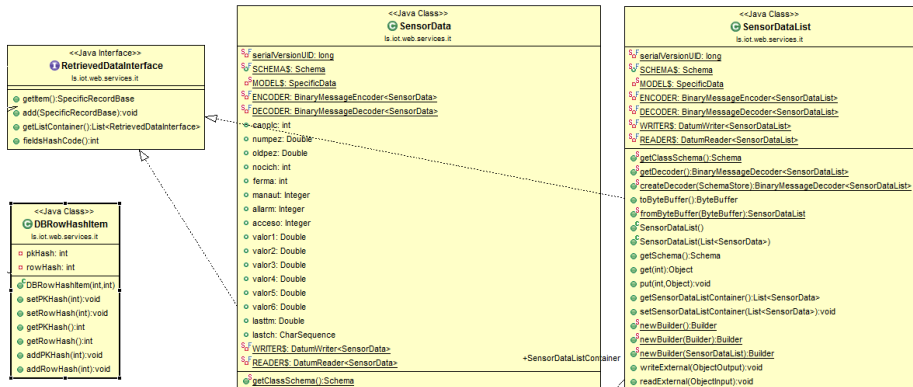 <<Java Interface>>
RetrievedDataInterface
ls.iot.web.services.it
getItem():SpecificRecordBase
add(SpecificRecordBase):void
getListContainer():List<RetrievedDataInterface>
fieldsHashCode():int
<<Java Class>>
DBRowHashItem
ls.iot.web.services.it
pkHash: int
rowHash: int
DBRowHashItem(int,int)
setPKHash(int):void
setRowHash(int):void
getPKHash():int
getRowHash():int
addPKHash(int):void
addRowHash(int):void
<<Java Class>>
SensorData
ls.iot.web.services.it
serialVersionUID: long
SCHEMA$: Schema
MODEL$: SpecificData
ENCODER: BinaryMessageEncoder<SensorData>
DECODER: BinaryMessageDecoder<SensorData>
canplc: int
numpez: Double
oldpez: Double
nocich: int
ferma: int
manaut: Integer
allarm: Integer
acceso: Integer
valor1: Double
valor2: Double
valor3: Double
valor4: Double
valor5: Double
valor6: Double
lasttm: Double
lastch: CharSequence
WRITER$: DatumWriter<SensorData>
READER$: DatumReader<SensorData>
getClassSchema():Schema
+SensorDataListContainer
<<Java Class>>
SensorDataList
ls.iot.web.services.it
serialVersionUID: long
SCHEMA$: Schema
MODEL$: SpecificData
ENCODER: BinaryMessageEncoder<SensorDataList>
DECODER: BinaryMessageDecoder<SensorDataList>
WRITER$: DatumWriter<SensorDataList>
READER$: DatumReader<SensorDataList>
getClassSchema():Schema
getDecoder():BinaryMessageDecoder<SensorDataList>
createDecoder(SchemaStore):BinaryMessageDecoder<SensorDataList>
toByteBuffer():ByteBuffer
fromByteBuffer(ByteBuffer):SensorDataList
SensorDataList()
SensorDataList(List<SensorData>)
getSchema():Schema
get(int):Object
put(int,Object):void
getSensorDataListContainer():List<SensorData>
setSensorDataListContainer(List<SensorData>):void
newBuilder():Builder
newBuilder(Builder):Builder
newBuilder(SensorDataList):Builder
writeExternal(ObjectOutput):void
readExternal(ObjectInput):void